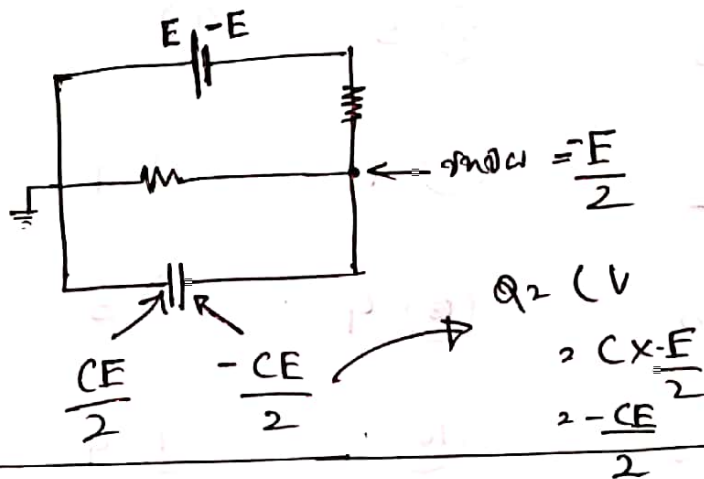 E -E
= -E/2
Q = CV
= C x -E/2
= -CE/2
CE/2
-CE/2